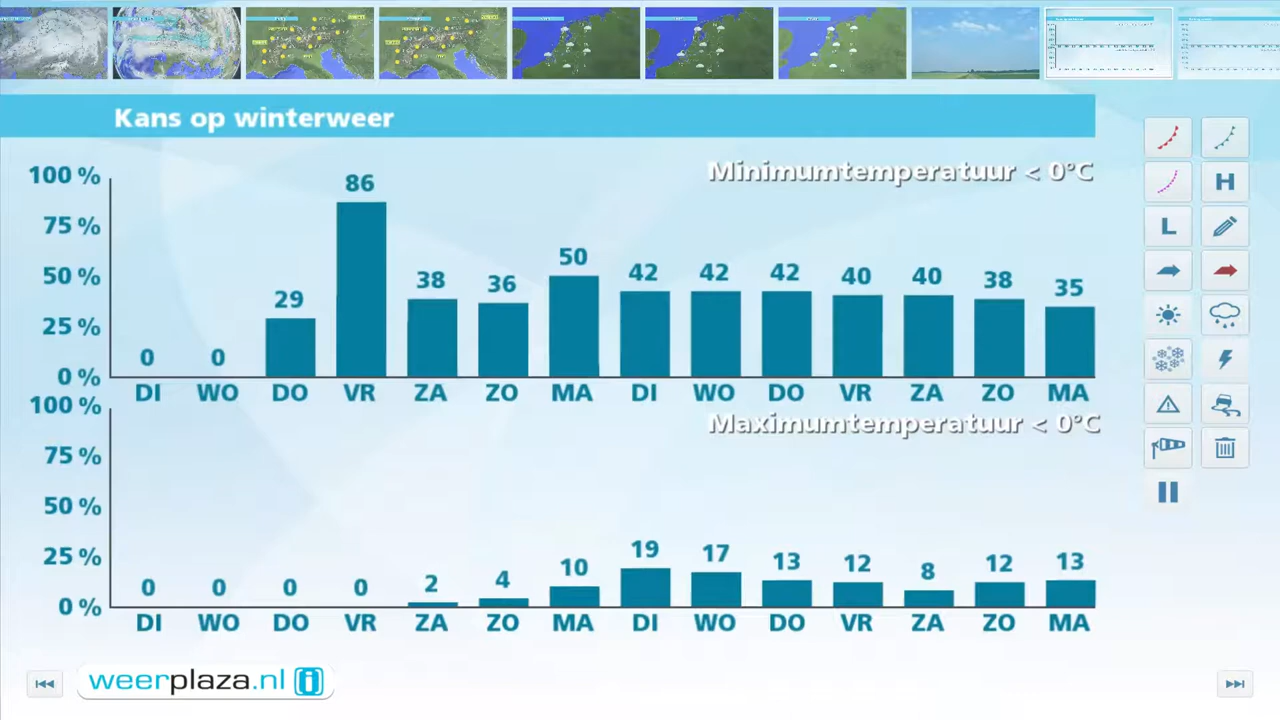 Kans op winterweer
Minimumtemperatuur < 0°C
100 %
75 %
50 %
25 %
0 %
0 0 29 86 38 36 50 42 42 42 40 40 38 35
DI WO DO VR ZA ZO MA DI WO DO VR ZA ZO MA
Maximumtemperatuur < 0°C
100 %
75 %
50 %
25 %
0 %
0 0 0 0 2 4 10 19 17 13 12 8 12 13
DI WO DO VR ZA ZO MA DI WO DO VR ZA ZO MA
H
L
weerplaza.nl i